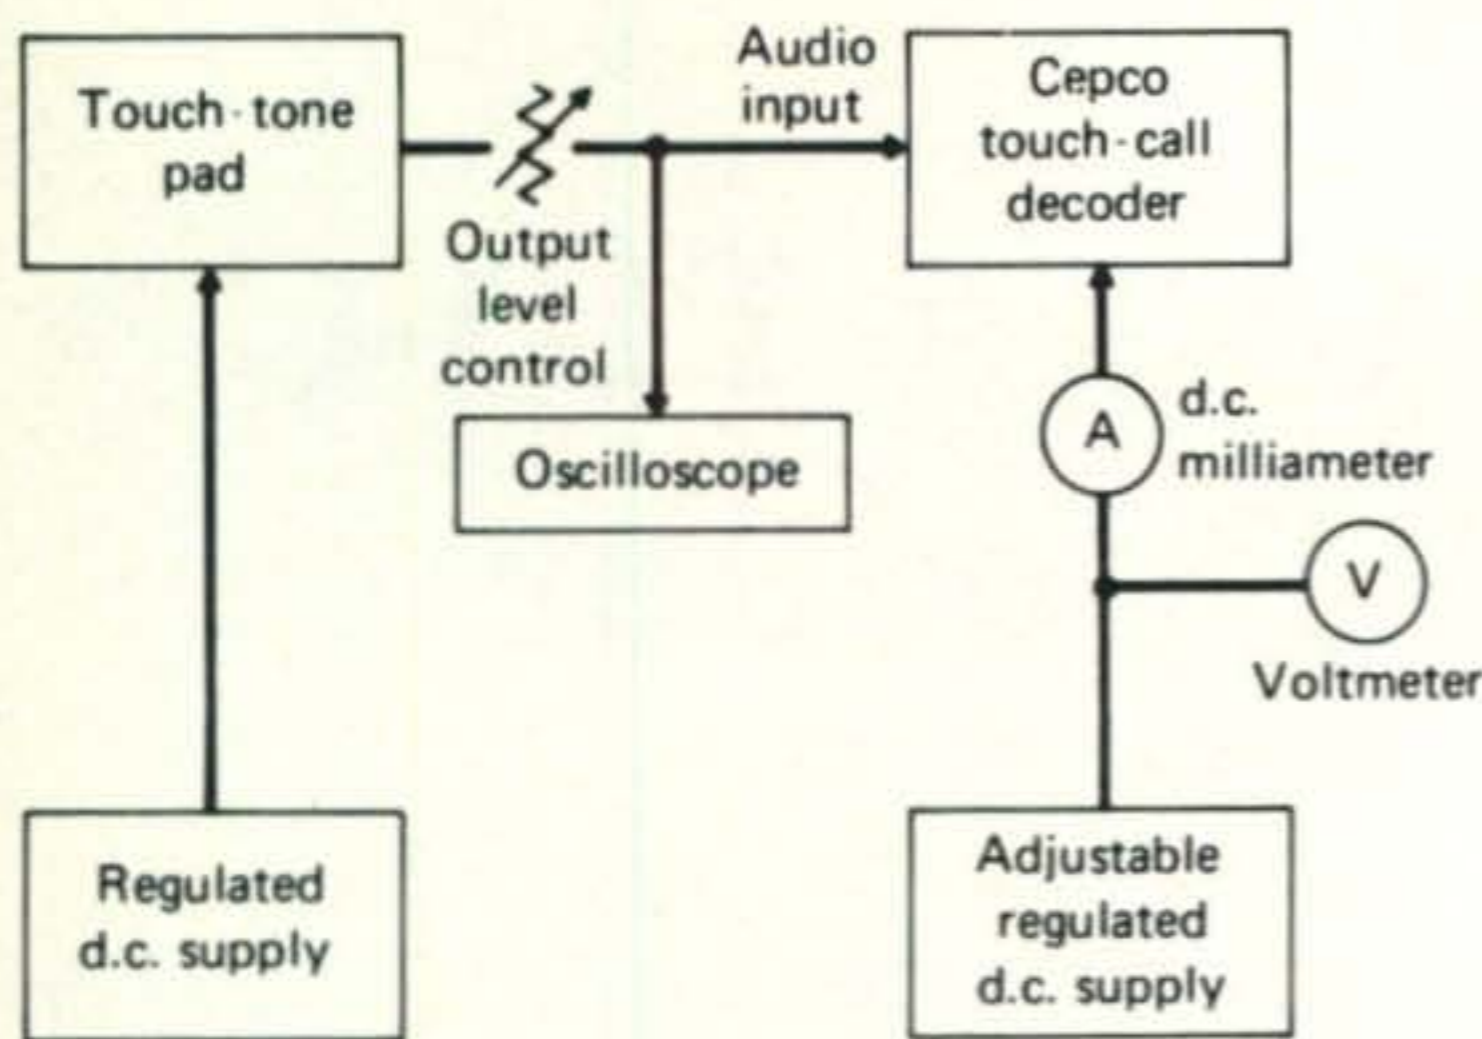 Touch-tone
pad
Output
level
control
Audio
input
Cepco
touch-call
decoder
Oscilloscope
A
d.c.
milliameter
V
Voltmeter
Regulated
d.c. supply
Adjustable
regulated
d.c. supply